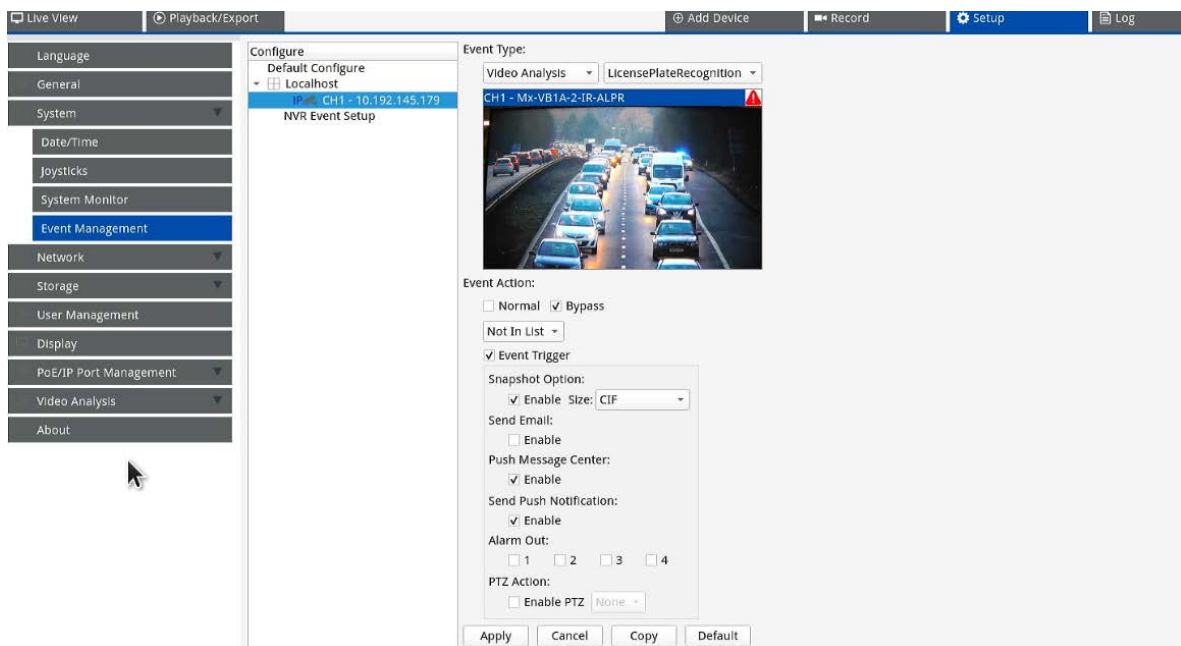 Live View
Playback/Export
Add Device
Record
Setup
Log
Language
General
System
Date/Time
Joysticks
System Monitor
Event Management
Network
Storage
User Management
Display
PoE/IP Port Management
Video Analysis
About
Configure
Default Configure
Localhost
IP CH1 - 10.192.145.179
NVR Event Setup
Event Type:
Video Analysis LicensePlateRecognition
CH1 - Mx-VB1A-2-IR-ALPR
Event Action:
Normal Bypass
Not In List
Event Trigger
Snapshot Option:
Enable Size: CIF
Send Email:
Enable
Push Message Center:
Enable
Send Push Notification:
Enable
Alarm Out:
1 2 3 4
PTZ Action:
Enable PTZ None
Apply Cancel Copy Default